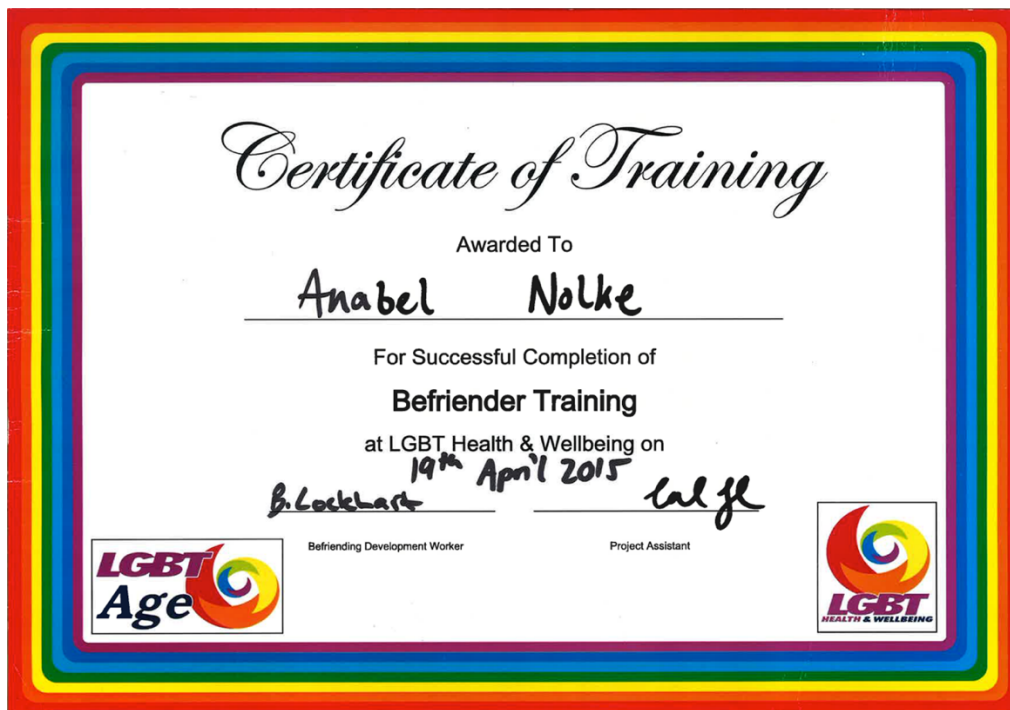 Certificate of Training
Awarded To
Anabel Nolke
For Successful Completion of
Befriender Training
at LGBT Health & Wellbeing on
19th April 2015
B. Lockhart
Befriending Development Worker
Project Assistant
LGBT
Age
LGBT
HEALTH & WELLBEING